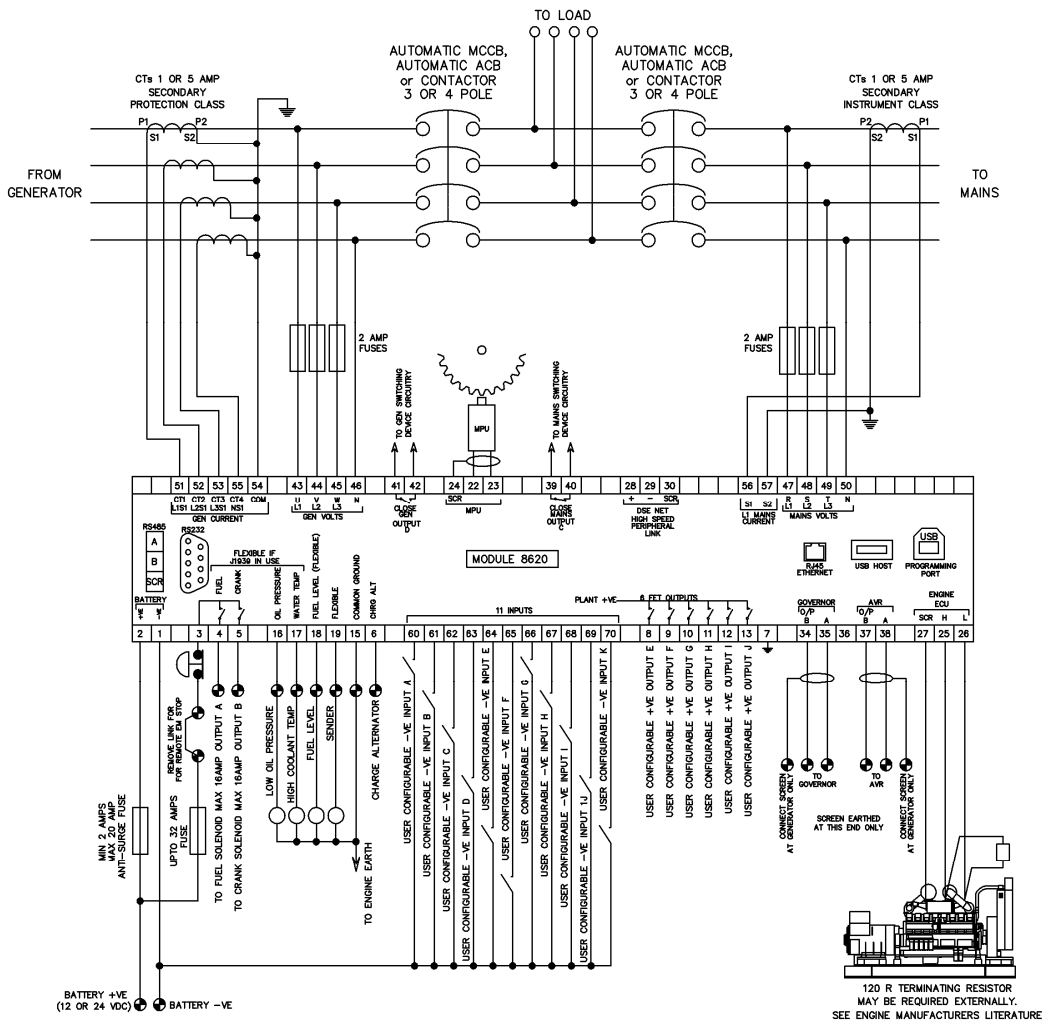 TO LOAD
AUTOMATIC MCCB,
AUTOMATIC ACB
or CONTACTOR
3 OR 4 POLE
AUTOMATIC MCCB,
AUTOMATIC ACB
or CONTACTOR
3 OR 4 POLE
CTs 1 OR 5 AMP
SECONDARY
PROTECTION CLASS
P1 P2
S1 S2
CTs 1 OR 5 AMP
SECONDARY
INSTRUMENT CLASS
P2 P1
S2 S1
FROM
GENERATOR
TO
MAINS
2 AMP
FUSES
2 AMP
FUSES
TO GEN SWITCHING
DEVICE CIRCUITRY
MPU
TO MAINS SWITCHING
DEVICE CIRCUITRY
51 52 53 55 54 43 44 45 46 41 42 24 22 23 39 40 28 29 30 56 57 47 48 49 50
CT1 CT2 CT3 CT4 COM
L1S1 L2S1 L3S1 NS1
GEN CURRENT
U V W N
L1 L2 L3
GEN VOLTS
CLOSE
GEN
OUTPUT
D
SCR
MPU
CLOSE
MAINS
OUTPUT
C
+ − SCR
DSE NET
HIGH SPEED
PERIPHERAL
LINK
S1 S2
L1 MAINS
CURRENT
R S T N
L1 L2 L3
MAINS VOLTS
RS485
A
B
SCR
RS232
MODULE 8620
RJ45
ETHERNET
USB HOST
USB
PROGRAMMING
PORT
FLEXIBLE IF
J1939 IN USE
BATTERY
+VE
−VE
FUEL
CRANK
OIL PRESSURE
WATER TEMP
FUEL LEVEL (FLEXIBLE)
FLEXIBLE
COMMON GROUND
CHRG ALT
11 INPUTS
PLANT +VE
6 FET OUTPUTS
GOVERNOR
O/P
B A
AVR
O/P
B A
ENGINE
ECU
SCR H L
2 1 3 4 5 16 17 18 19 15 6 60 61 62 63 64 65 66 67 68 69 70 8 9 10 11 12 13 7 34 35 36 37 38 27 25 26
REMOVE LINK FOR
FOR REMOTE EM STOP
MIN 2 AMPS
MAX 20 AMP
ANTI-SURGE FUSE
UPTO 32 AMPS
FUSE
TO FUEL SOLENOID MAX 16AMP OUTPUT A
TO CRANK SOLENOID MAX 16AMP OUTPUT B
LOW OIL PRESSURE
HIGH COOLANT TEMP
FUEL LEVEL
SENDER
TO ENGINE EARTH
CHARGE ALTERNATOR
USER CONFIGURABLE −VE INPUT A
USER CONFIGURABLE −VE INPUT B
USER CONFIGURABLE −VE INPUT C
USER CONFIGURABLE −VE INPUT D
USER CONFIGURABLE −VE INPUT E
USER CONFIGURABLE −VE INPUT F
USER CONFIGURABLE −VE INPUT G
USER CONFIGURABLE −VE INPUT H
USER CONFIGURABLE −VE INPUT I
USER CONFIGURABLE −VE INPUT 1J
USER CONFIGURABLE −VE INPUT K
USER CONFIGURABLE +VE OUTPUT E
USER CONFIGURABLE +VE OUTPUT F
USER CONFIGURABLE +VE OUTPUT G
USER CONFIGURABLE +VE OUTPUT H
USER CONFIGURABLE +VE OUTPUT I
USER CONFIGURABLE +VE OUTPUT J
CONNECT SCREEN
AT GENERATOR ONLY
TO
GOVERNOR
TO
AVR
CONNECT SCREEN
AT GENERATOR ONLY
SCREEN EARTHED
AT THIS END ONLY
BATTERY +VE
(12 OR 24 VDC)
BATTERY −VE
120 R TERMINATING RESISTOR
MAY BE REQUIRED EXTERNALLY.
SEE ENGINE MANUFACTURERS LITERATURE